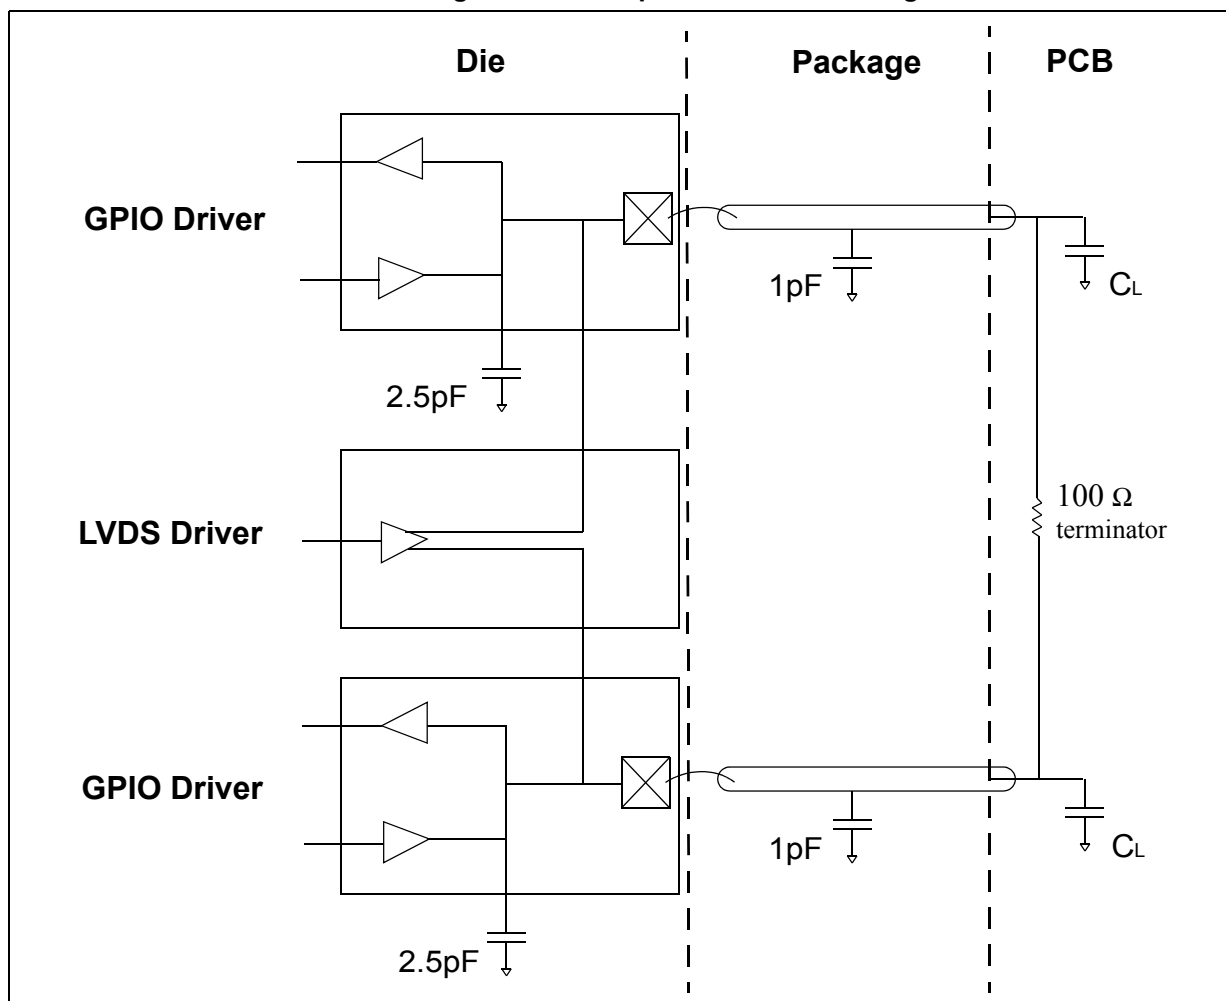 Die
Package
PCB
GPIO Driver
1pF
CL
2.5pF
100 Ω
terminator
LVDS Driver
GPIO Driver
1pF
CL
2.5pF